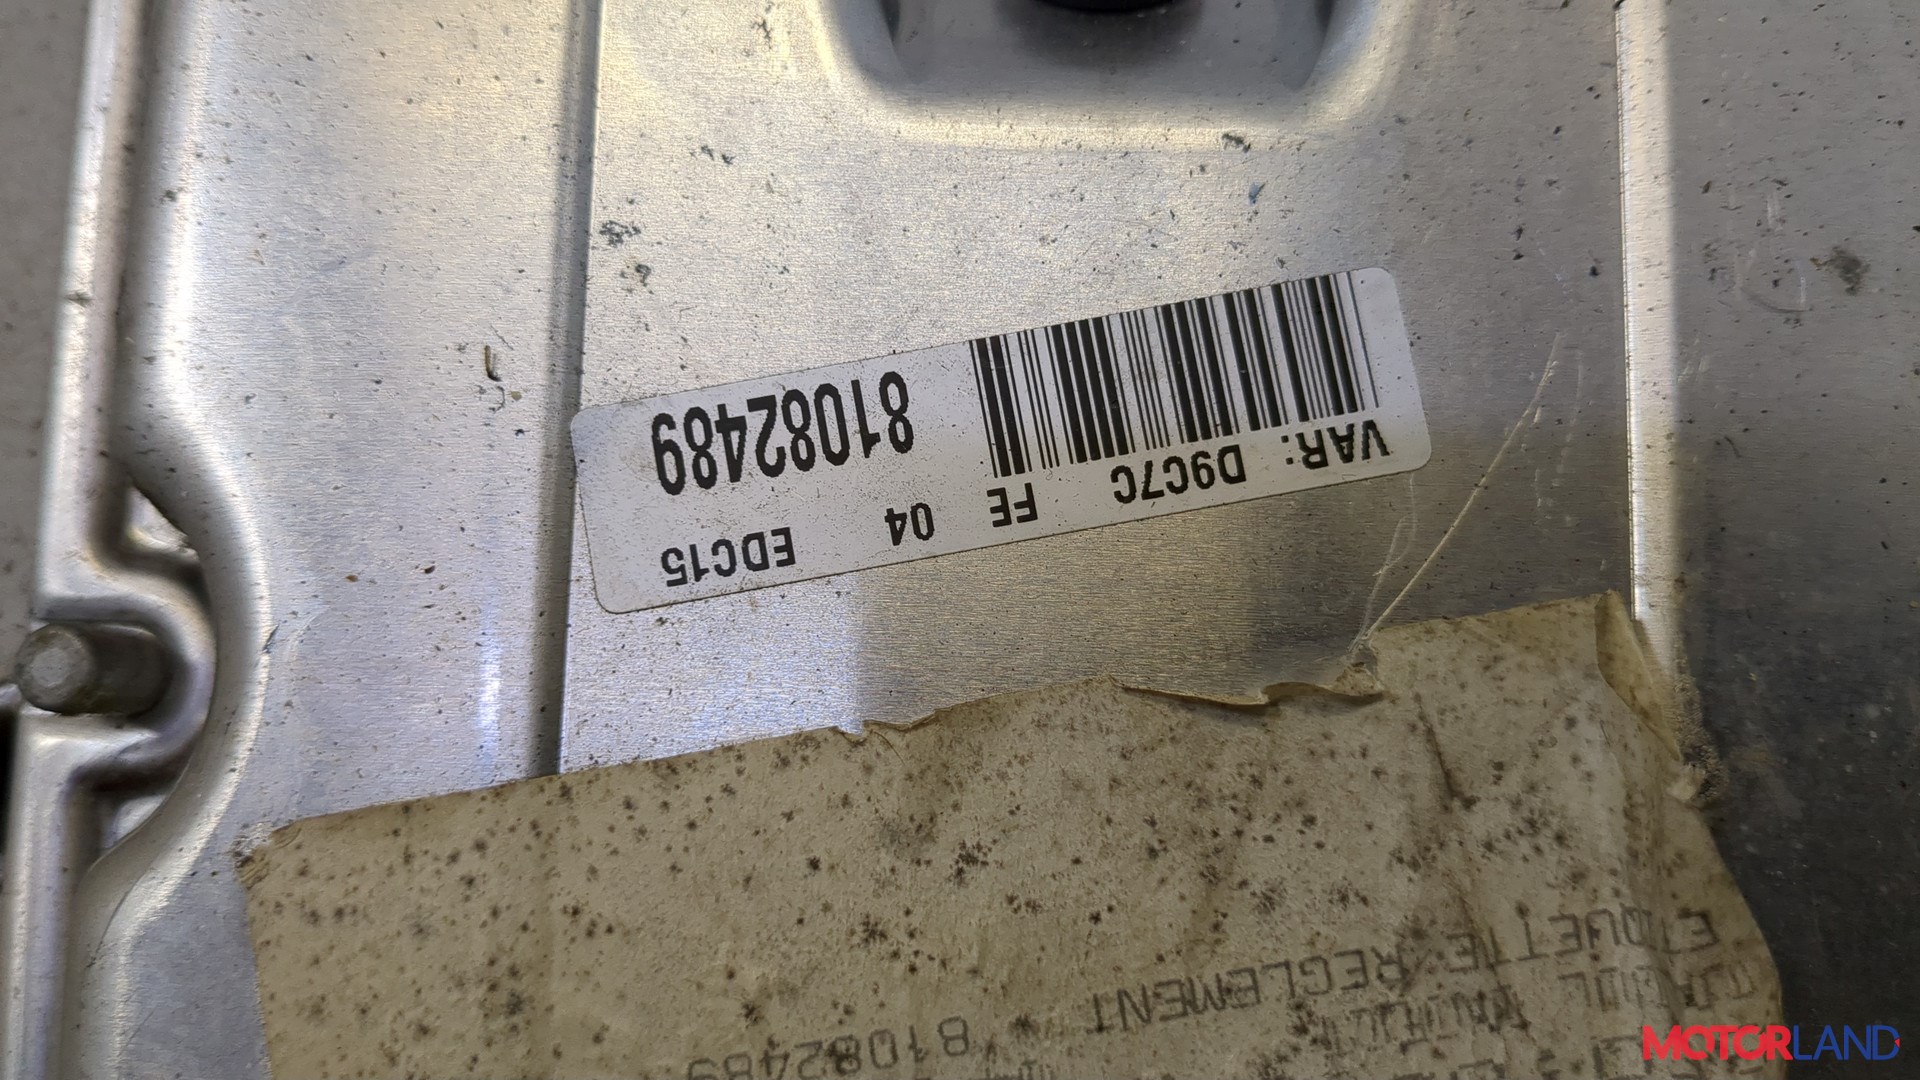 VAR: D9C7C FE 04 EDC15
81082489
81082489
ETIQUETTE REGLEMENT
MOTORLAND